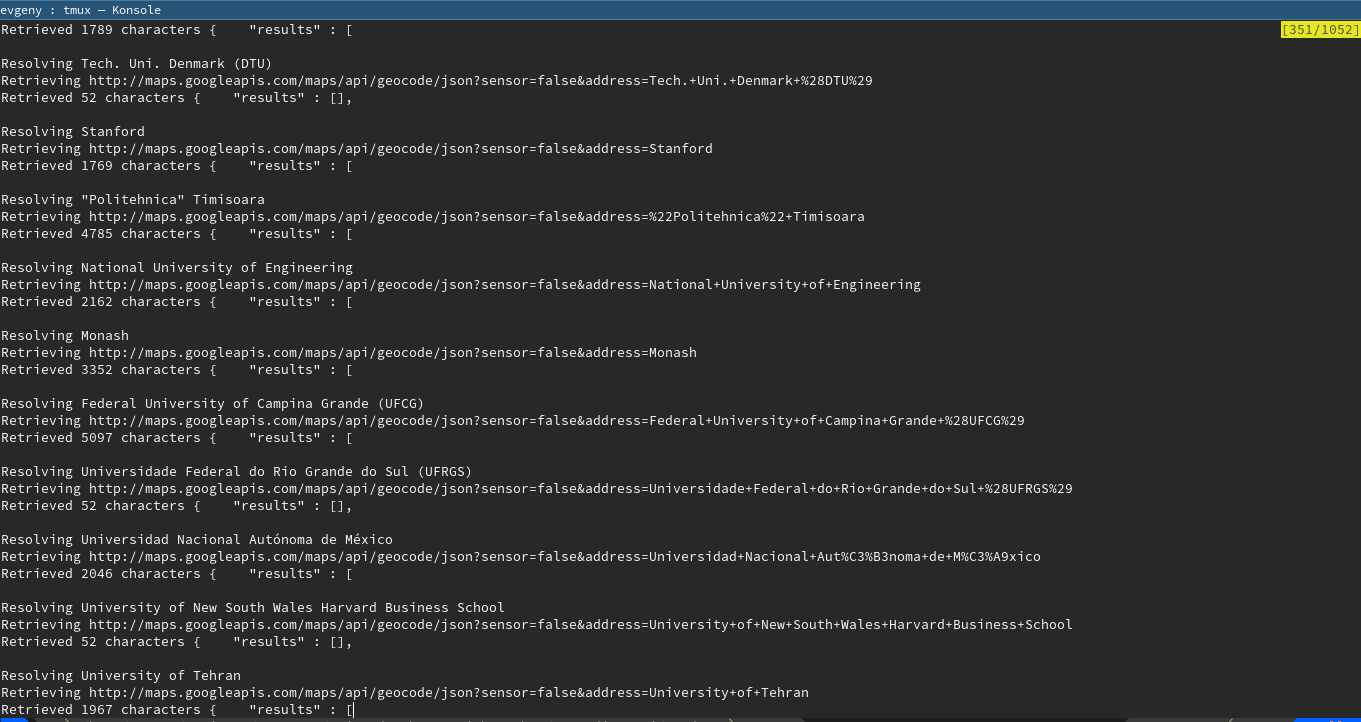 evgeny : tmux — Konsole
Retrieved 1789 characters {    "results" : [ [351/1052]

Resolving Tech. Uni. Denmark (DTU)
Retrieving http://maps.googleapis.com/maps/api/geocode/json?sensor=false&address=Tech.+Uni.+Denmark+%28DTU%29
Retrieved 52 characters {    "results" : [],

Resolving Stanford
Retrieving http://maps.googleapis.com/maps/api/geocode/json?sensor=false&address=Stanford
Retrieved 1769 characters {    "results" : [

Resolving "Politehnica" Timisoara
Retrieving http://maps.googleapis.com/maps/api/geocode/json?sensor=false&address=%22Politehnica%22+Timisoara
Retrieved 4785 characters {    "results" : [

Resolving National University of Engineering
Retrieving http://maps.googleapis.com/maps/api/geocode/json?sensor=false&address=National+University+of+Engineering
Retrieved 2162 characters {    "results" : [

Resolving Monash
Retrieving http://maps.googleapis.com/maps/api/geocode/json?sensor=false&address=Monash
Retrieved 3352 characters {    "results" : [

Resolving Federal University of Campina Grande (UFCG)
Retrieving http://maps.googleapis.com/maps/api/geocode/json?sensor=false&address=Federal+University+of+Campina+Grande+%28UFCG%29
Retrieved 5097 characters {    "results" : [

Resolving Universidade Federal do Rio Grande do Sul (UFRGS)
Retrieving http://maps.googleapis.com/maps/api/geocode/json?sensor=false&address=Universidade+Federal+do+Rio+Grande+do+Sul+%28UFRGS%29
Retrieved 52 characters {    "results" : [],

Resolving Universidad Nacional Autónoma de México
Retrieving http://maps.googleapis.com/maps/api/geocode/json?sensor=false&address=Universidad+Nacional+Aut%C3%B3noma+de+M%C3%A9xico
Retrieved 2046 characters {    "results" : [

Resolving University of New South Wales Harvard Business School
Retrieving http://maps.googleapis.com/maps/api/geocode/json?sensor=false&address=University+of+New+South+Wales+Harvard+Business+School
Retrieved 52 characters {    "results" : [],

Resolving University of Tehran
Retrieving http://maps.googleapis.com/maps/api/geocode/json?sensor=false&address=University+of+Tehran
Retrieved 1967 characters {    "results" : [